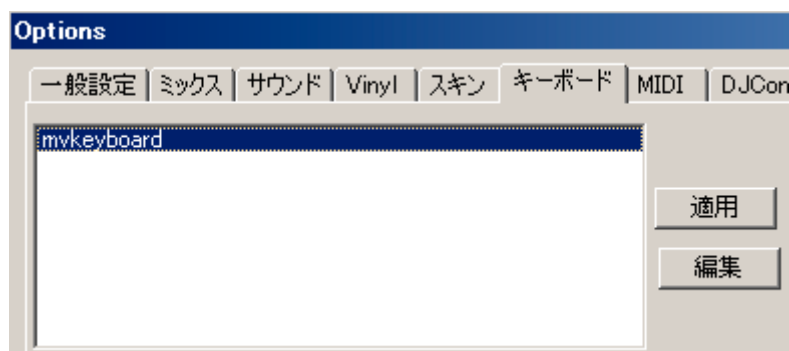 Options
一般設定 ミックス サウンド Vinyl スキン キーボード MIDI DJCon
mykeyboard
適用
編集